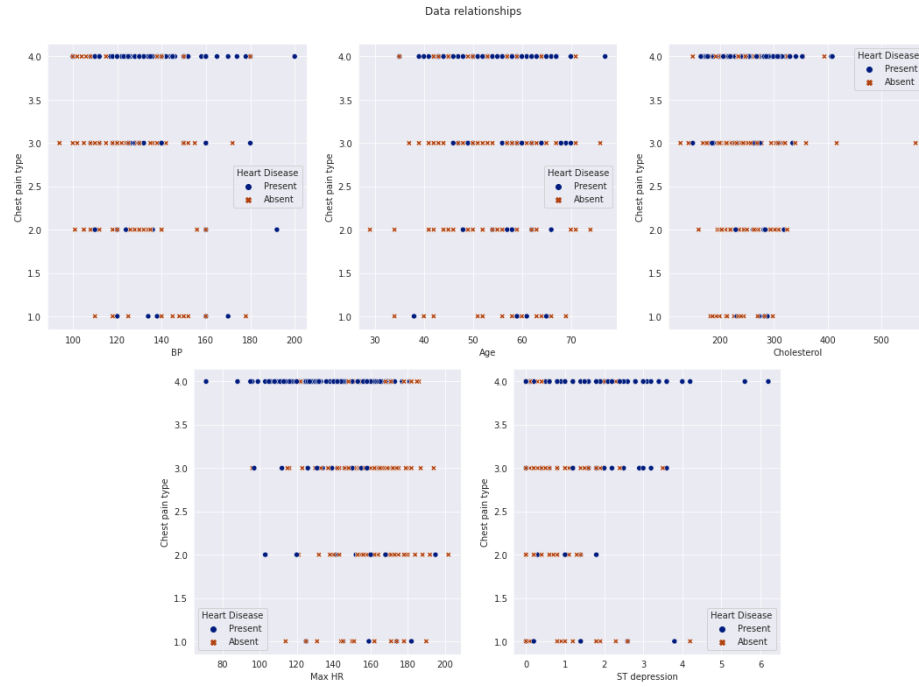 Data relationships
4.0
3.5
3.0
2.5
2.0
1.5
1.0
Chest pain type
Heart Disease
Present
Absent
100 120 140 160 180 200
BP
4.0
3.5
3.0
2.5
2.0
1.5
1.0
Chest pain type
Heart Disease
Present
Absent
30 40 50 60 70
Age
4.0
3.5
3.0
2.5
2.0
1.5
1.0
Chest pain type
Heart Disease
Present
Absent
200 300 400 500
Cholesterol
4.0
3.5
3.0
2.5
2.0
1.5
1.0
Chest pain type
Heart Disease
Present
Absent
80 100 120 140 160 180 200
Max HR
4.0
3.5
3.0
2.5
2.0
1.5
1.0
Chest pain type
Heart Disease
Present
Absent
0 1 2 3 4 5 6
ST depression